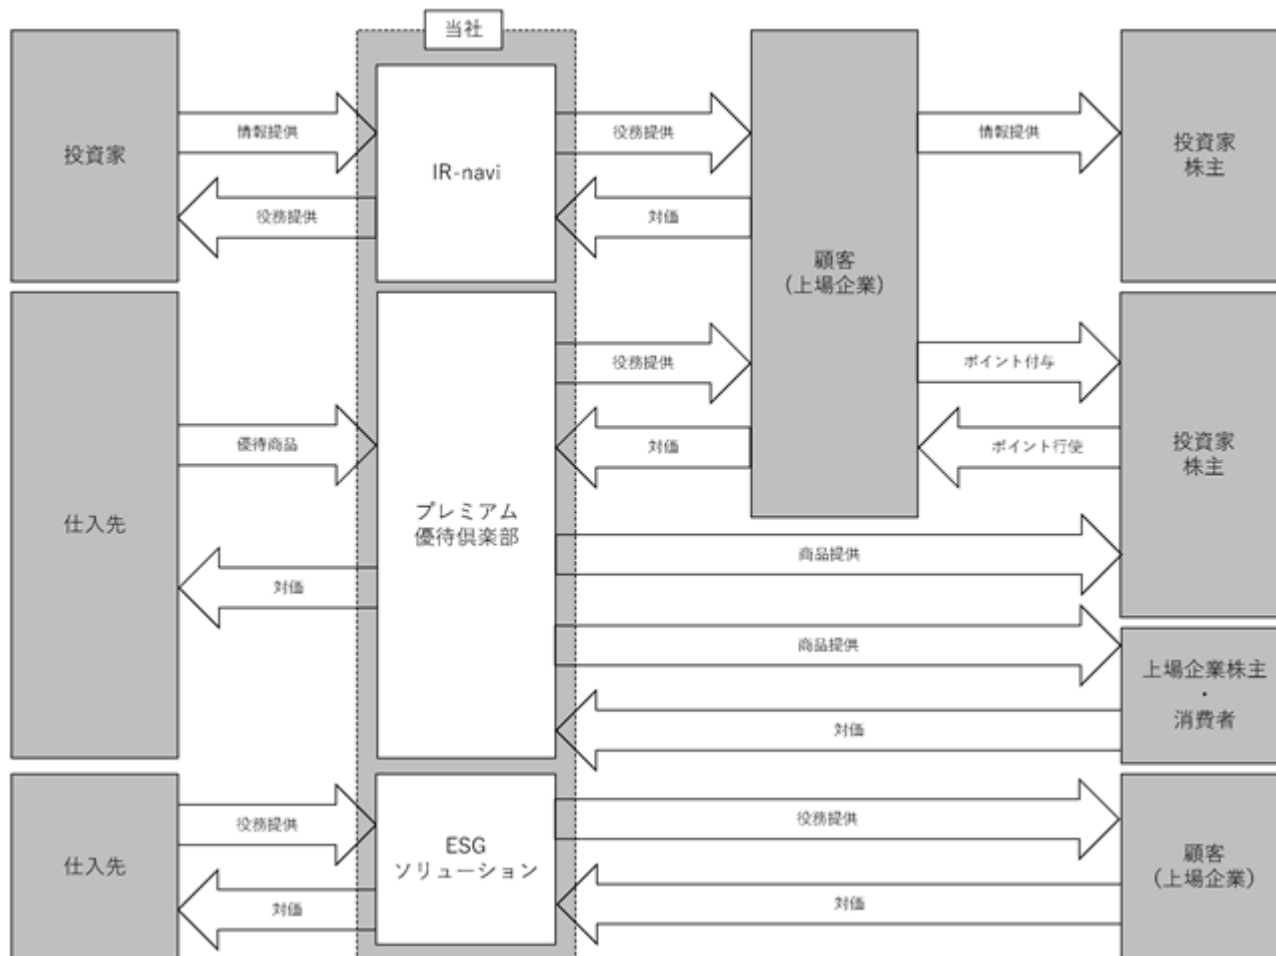 当社
投資家
情報提供
役務提供
IR-navi
役務提供
対価
顧客
(上場企業)
情報提供
投資家
株主
仕入先
優待商品
対価
プレミアム
優待倶楽部
役務提供
対価
ポイント付与
ポイント行使
投資家
株主
商品提供
商品提供
対価
上場企業株主
・
消費者
仕入先
役務提供
対価
ESG
ソリューション
役務提供
対価
顧客
(上場企業)